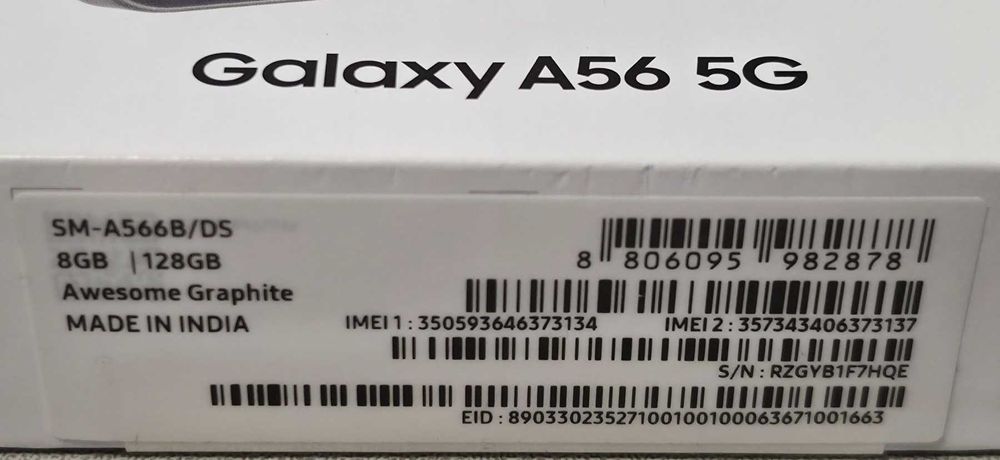 Galaxy A56 5G
SM-A566B/DS
8GB | 128GB
Awesome Graphite
MADE IN INDIA
8 806095 982878
IMEI 1 : 350593646373134
IMEI 2 : 357343406373137
S/N : RZGYB1F7HQE
EID : 89033023527100100100063671001663